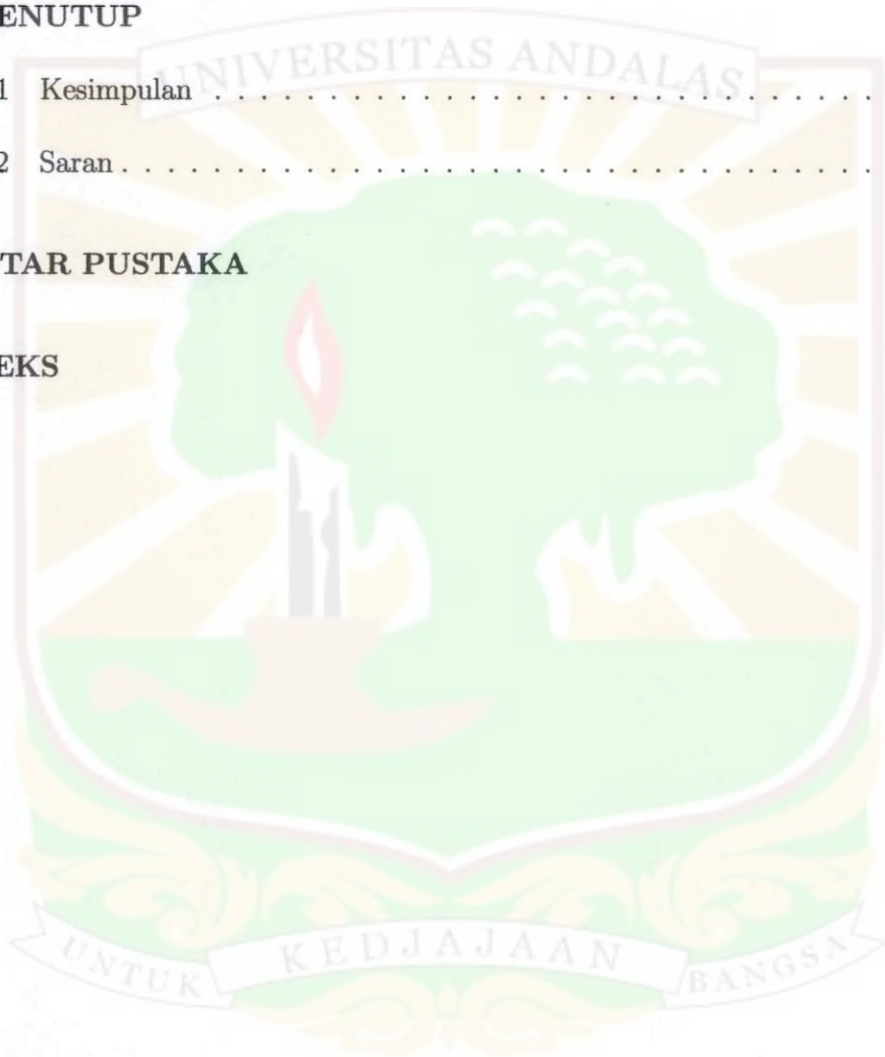 ENUTUP
UNIVERSITAS ANDALAS
1 Kesimpulan . . . . . . . . . . . . . . . . . . . . . . . . . . . . .
2 Saran . . . . . . . . . . . . . . . . . . . . . . . . . . . . . . . . .
TAR PUSTAKA
EKS
UNTUK KEDJAJAAN BANGSA